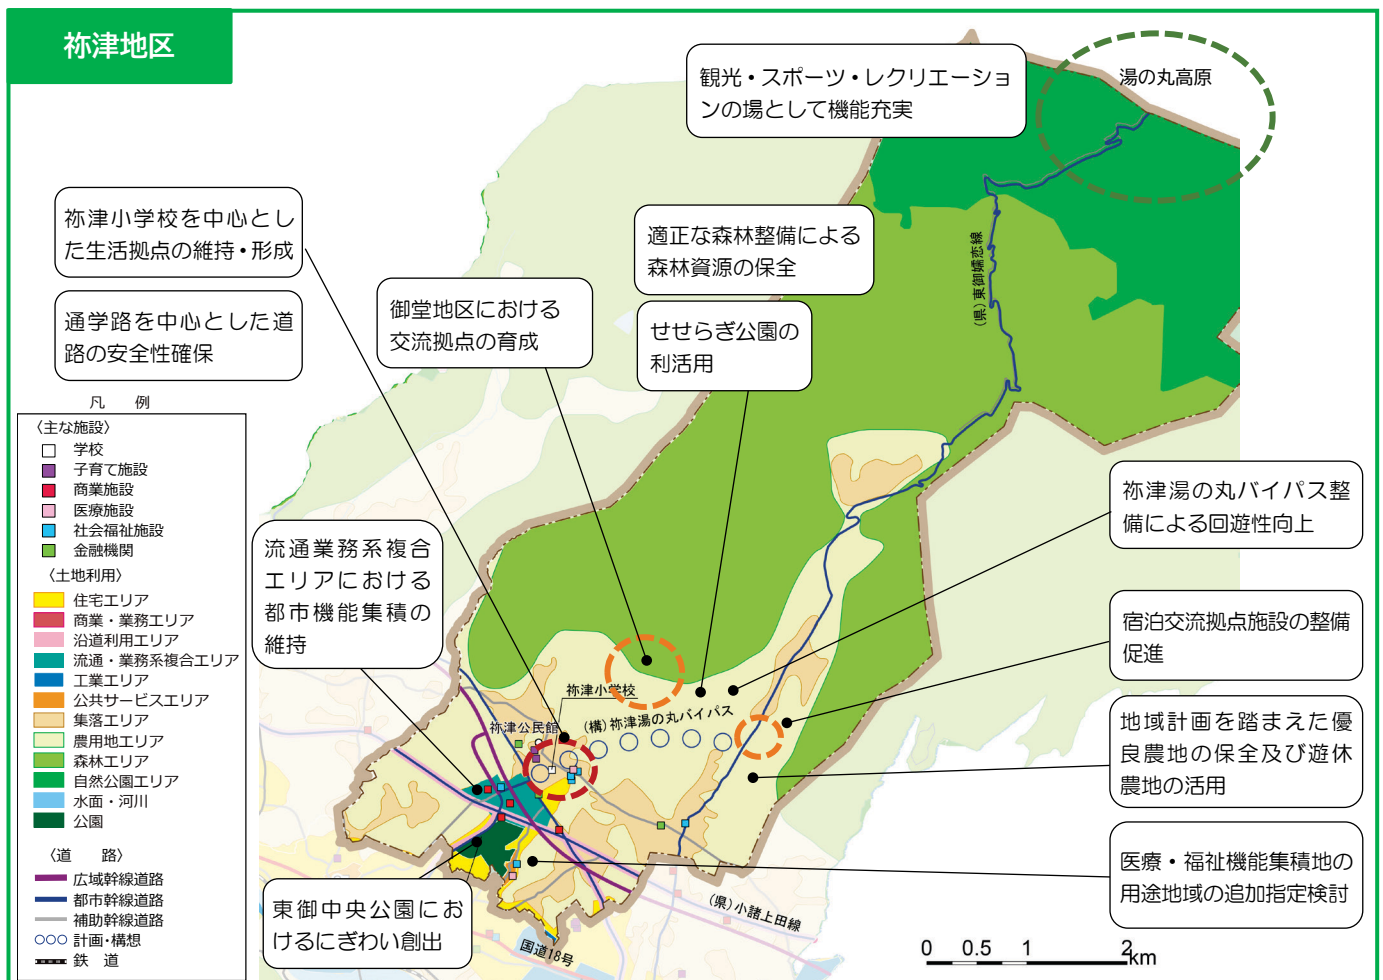 祢津地区
観光・スポーツ・レクリエーショ
ンの場として機能充実
湯の丸高原
祢津小学校を中心とし
た生活拠点の維持・形成
通学路を中心とした道
路の安全性確保
御堂地区における
交流拠点の育成
適正な森林整備による
森林資源の保全
せせらぎ公園の
利活用
(県)東御嬬恋線
凡 例
〈主な施設〉
学校
子育て施設
商業施設
医療施設
社会福祉施設
金融機関
〈土地利用〉
住宅エリア
商業・業務エリア
沿道利用エリア
流通・業務系複合エリア
工業エリア
公共サービスエリア
集落エリア
農用地エリア
森林エリア
自然公園エリア
水面・河川
公園
〈道 路〉
広域幹線道路
都市幹線道路
補助幹線道路
計画・構想
鉄 道
流通業務系複合
エリアにおける
都市機能集積の
維持
祢津湯の丸バイパス整
備による回遊性向上
宿泊交流拠点施設の整備
促進
地域計画を踏まえた優
良農地の保全及び遊休
農地の活用
医療・福祉機能集積地の
用途地域の追加指定検討
祢津小学校
祢津公民館
(構)祢津湯の丸バイパス
東御中央公園にお
けるにぎわい創出
(県)小諸上田線
国道18号
0 0.5 1 2
km